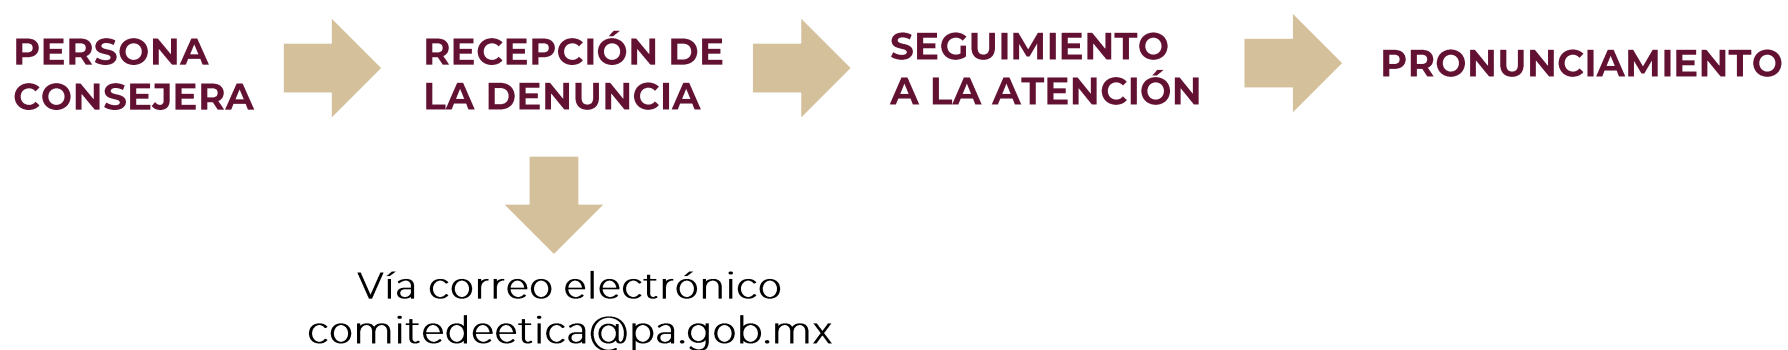 PERSONA
CONSEJERA
RECEPCIÓN DE
LA DENUNCIA
SEGUIMIENTO
A LA ATENCIÓN
PRONUNCIAMIENTO
Vía correo electrónico
comitedeetica@pa.gob.mx